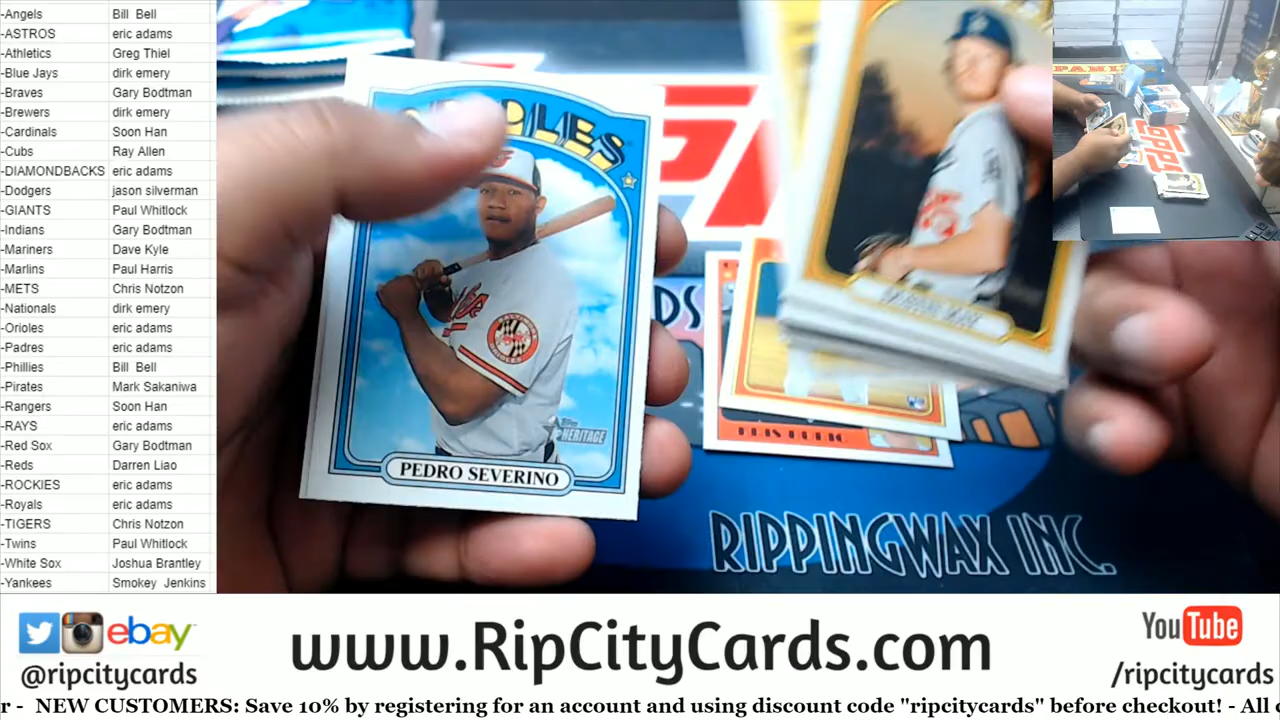 -Angels Bill Bell
-ASTROS eric adams
-Athletics Greg Thiel
-Blue Jays dirk emery
-Braves Gary Bodtman
-Brewers dirk emery
-Cardinals Soon Han
-Cubs Ray Allen
-DIAMONDBACKS eric adams
-Dodgers jason silverman
-GIANTS Paul Whitlock
-Indians Gary Bodtman
-Mariners Dave Kyle
-Marlins Paul Harris
-METS Chris Notzon
-Nationals dirk emery
-Orioles eric adams
-Padres eric adams
-Phillies Bill Bell
-Pirates Mark Sakaniwa
-Rangers Soon Han
-RAYS eric adams
-Red Sox Gary Bodtman
-Reds Darren Liao
-ROCKIES eric adams
-Royals eric adams
-TIGERS Chris Notzon
-Twins Paul Whitlock
-White Sox Joshua Brantley
-Yankees Smokey Jenkins
Topps
HERITAGE
PEDRO SEVERINO
RIPPINGWAX INC.
PANINI
Topps
ebay
@ripcitycards
www.RipCityCards.com
YouTube
/ripcitycards
r - NEW CUSTOMERS: Save 10% by registering for an account and using discount code "ripcitycards" before checkout! - All